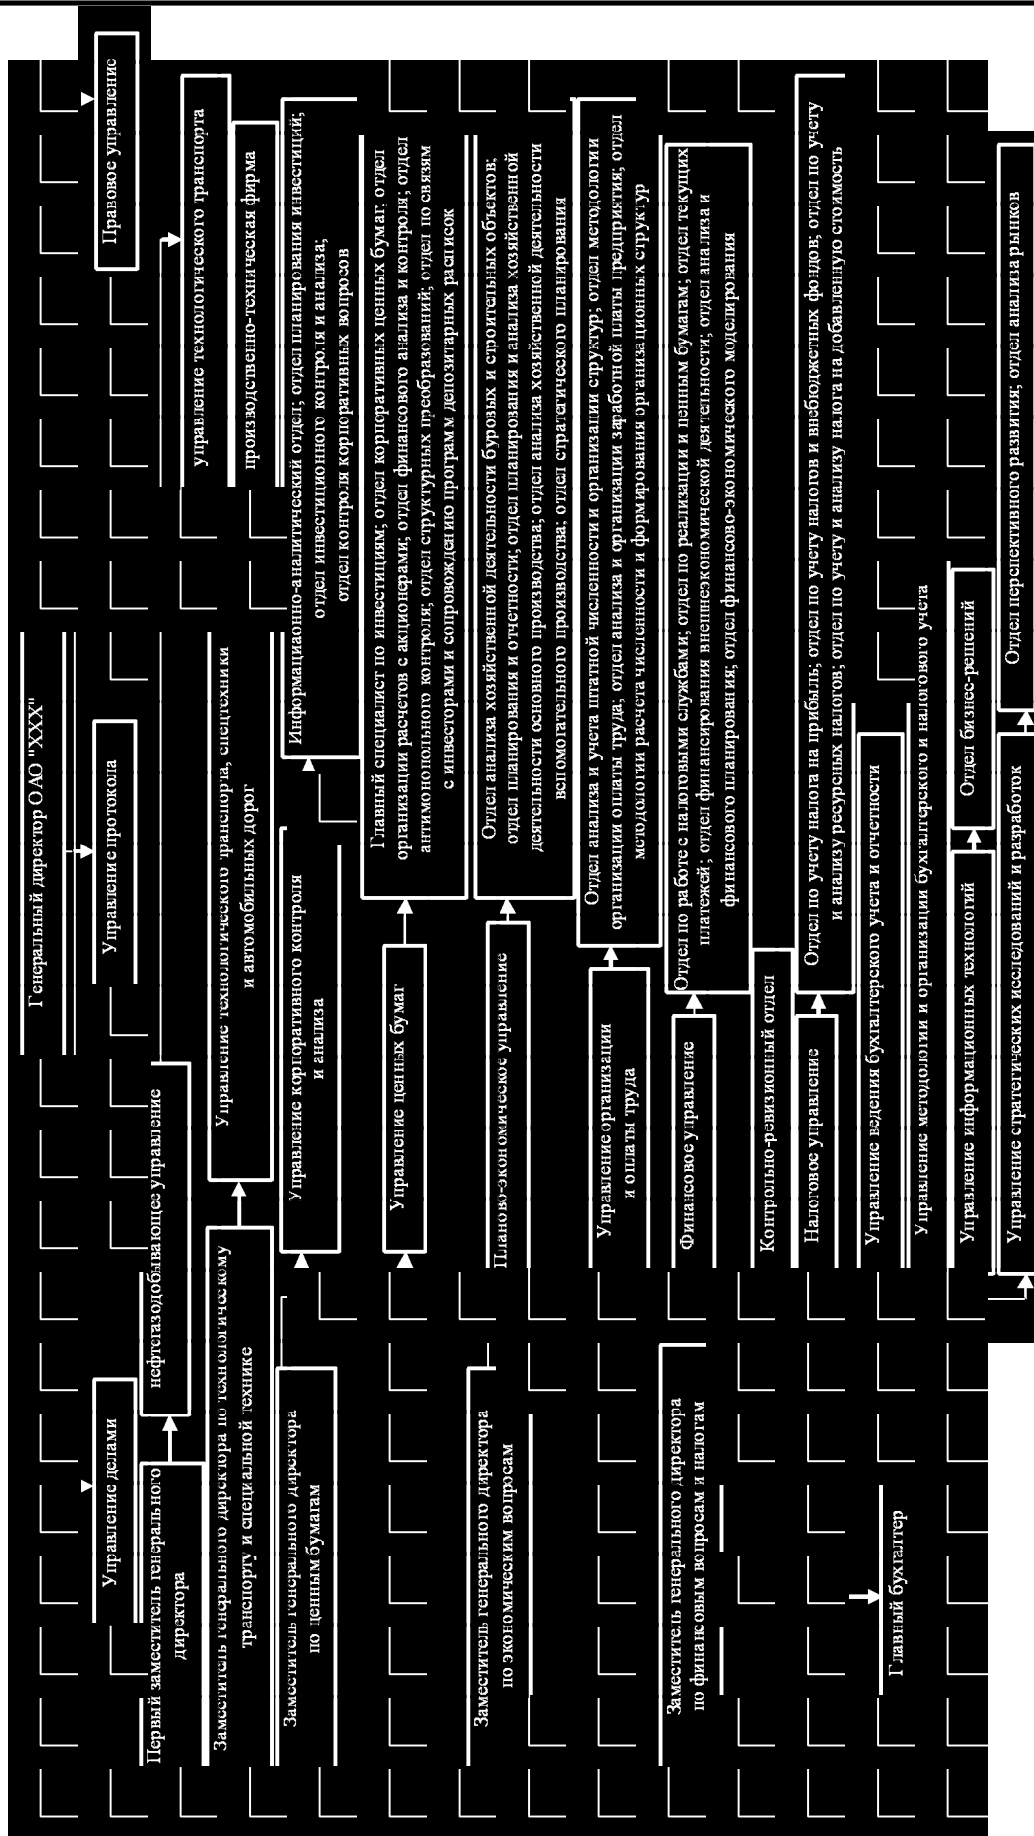 Генеральный директор ОАО "XXX"
Управление делами
Управление протокола
Правовое управление
Первый заместитель генерального
директора
нефтегазодобывающее управление
управление технологического транспорта
производственно-техническая фирма
Заместитель генерального директора по технологическому
транспорту и специальной технике
Управление технологического транспорта, спецтехники
и автомобильных дорог
Заместитель генерального директора
по ценным бумагам
Управление корпоративного контроля
и анализа
Информационно-аналитический отдел; отдел планирования инвестиций;
отдел инвестиционного контроля и анализа;
отдел контроля корпоративных вопросов
Управление ценных бумаг
Главный специалист по инвестициям; отдел корпоративных ценных бумаг; отдел
организации расчетов с акционерами; отдел финансового анализа и контроля; отдел
антимонопольного контроля; отдел структурных преобразований; отдел по связям
с инвесторами и сопровождению программ депозитарных расписок
Заместитель генерального директора
по экономическим вопросам
Планово-экономическое управление
Отдел анализа хозяйственной деятельности буровых и строительных объектов;
отдел планирования и отчетности; отдел планирования и анализа хозяйственной
деятельности основного производства; отдел анализа хозяйственной деятельности
вспомогательного производства; отдел стратегического планирования
Управление организации
и оплаты труда
Отдел анализа и учета штатной численности и организации структур; отдел методологии
организации оплаты труда; отдел анализа и организации заработной платы предприятия; отдел
методологии расчета численности и формирования организационных структур
Заместитель генерального директора
по финансовым вопросам и налогам
Финансовое управление
Отдел по работе с налоговыми службами; отдел по реализации и ценным бумагам; отдел текущих
платежей; отдел финансирования внешнеэкономической деятельности; отдел анализа и
финансового планирования; отдел финансово-экономического моделирования
Контрольно-ревизионный отдел
Налоговое управление
Отдел по учету налога на прибыль; отдел по учету налогов и внебюджетных фондов; отдел по учету
и анализу ресурсных налогов; отдел по учету и анализу налога на добавленную стоимость
Главный бухгалтер
Управление ведения бухгалтерского учета и отчетности
Управление методологии и организации бухгалтерского и налогового учета
Управление информационных технологий
Отдел бизнес-решений
Управление стратегических исследований и разработок
Отдел перспективного развития; отдел анализа рынков